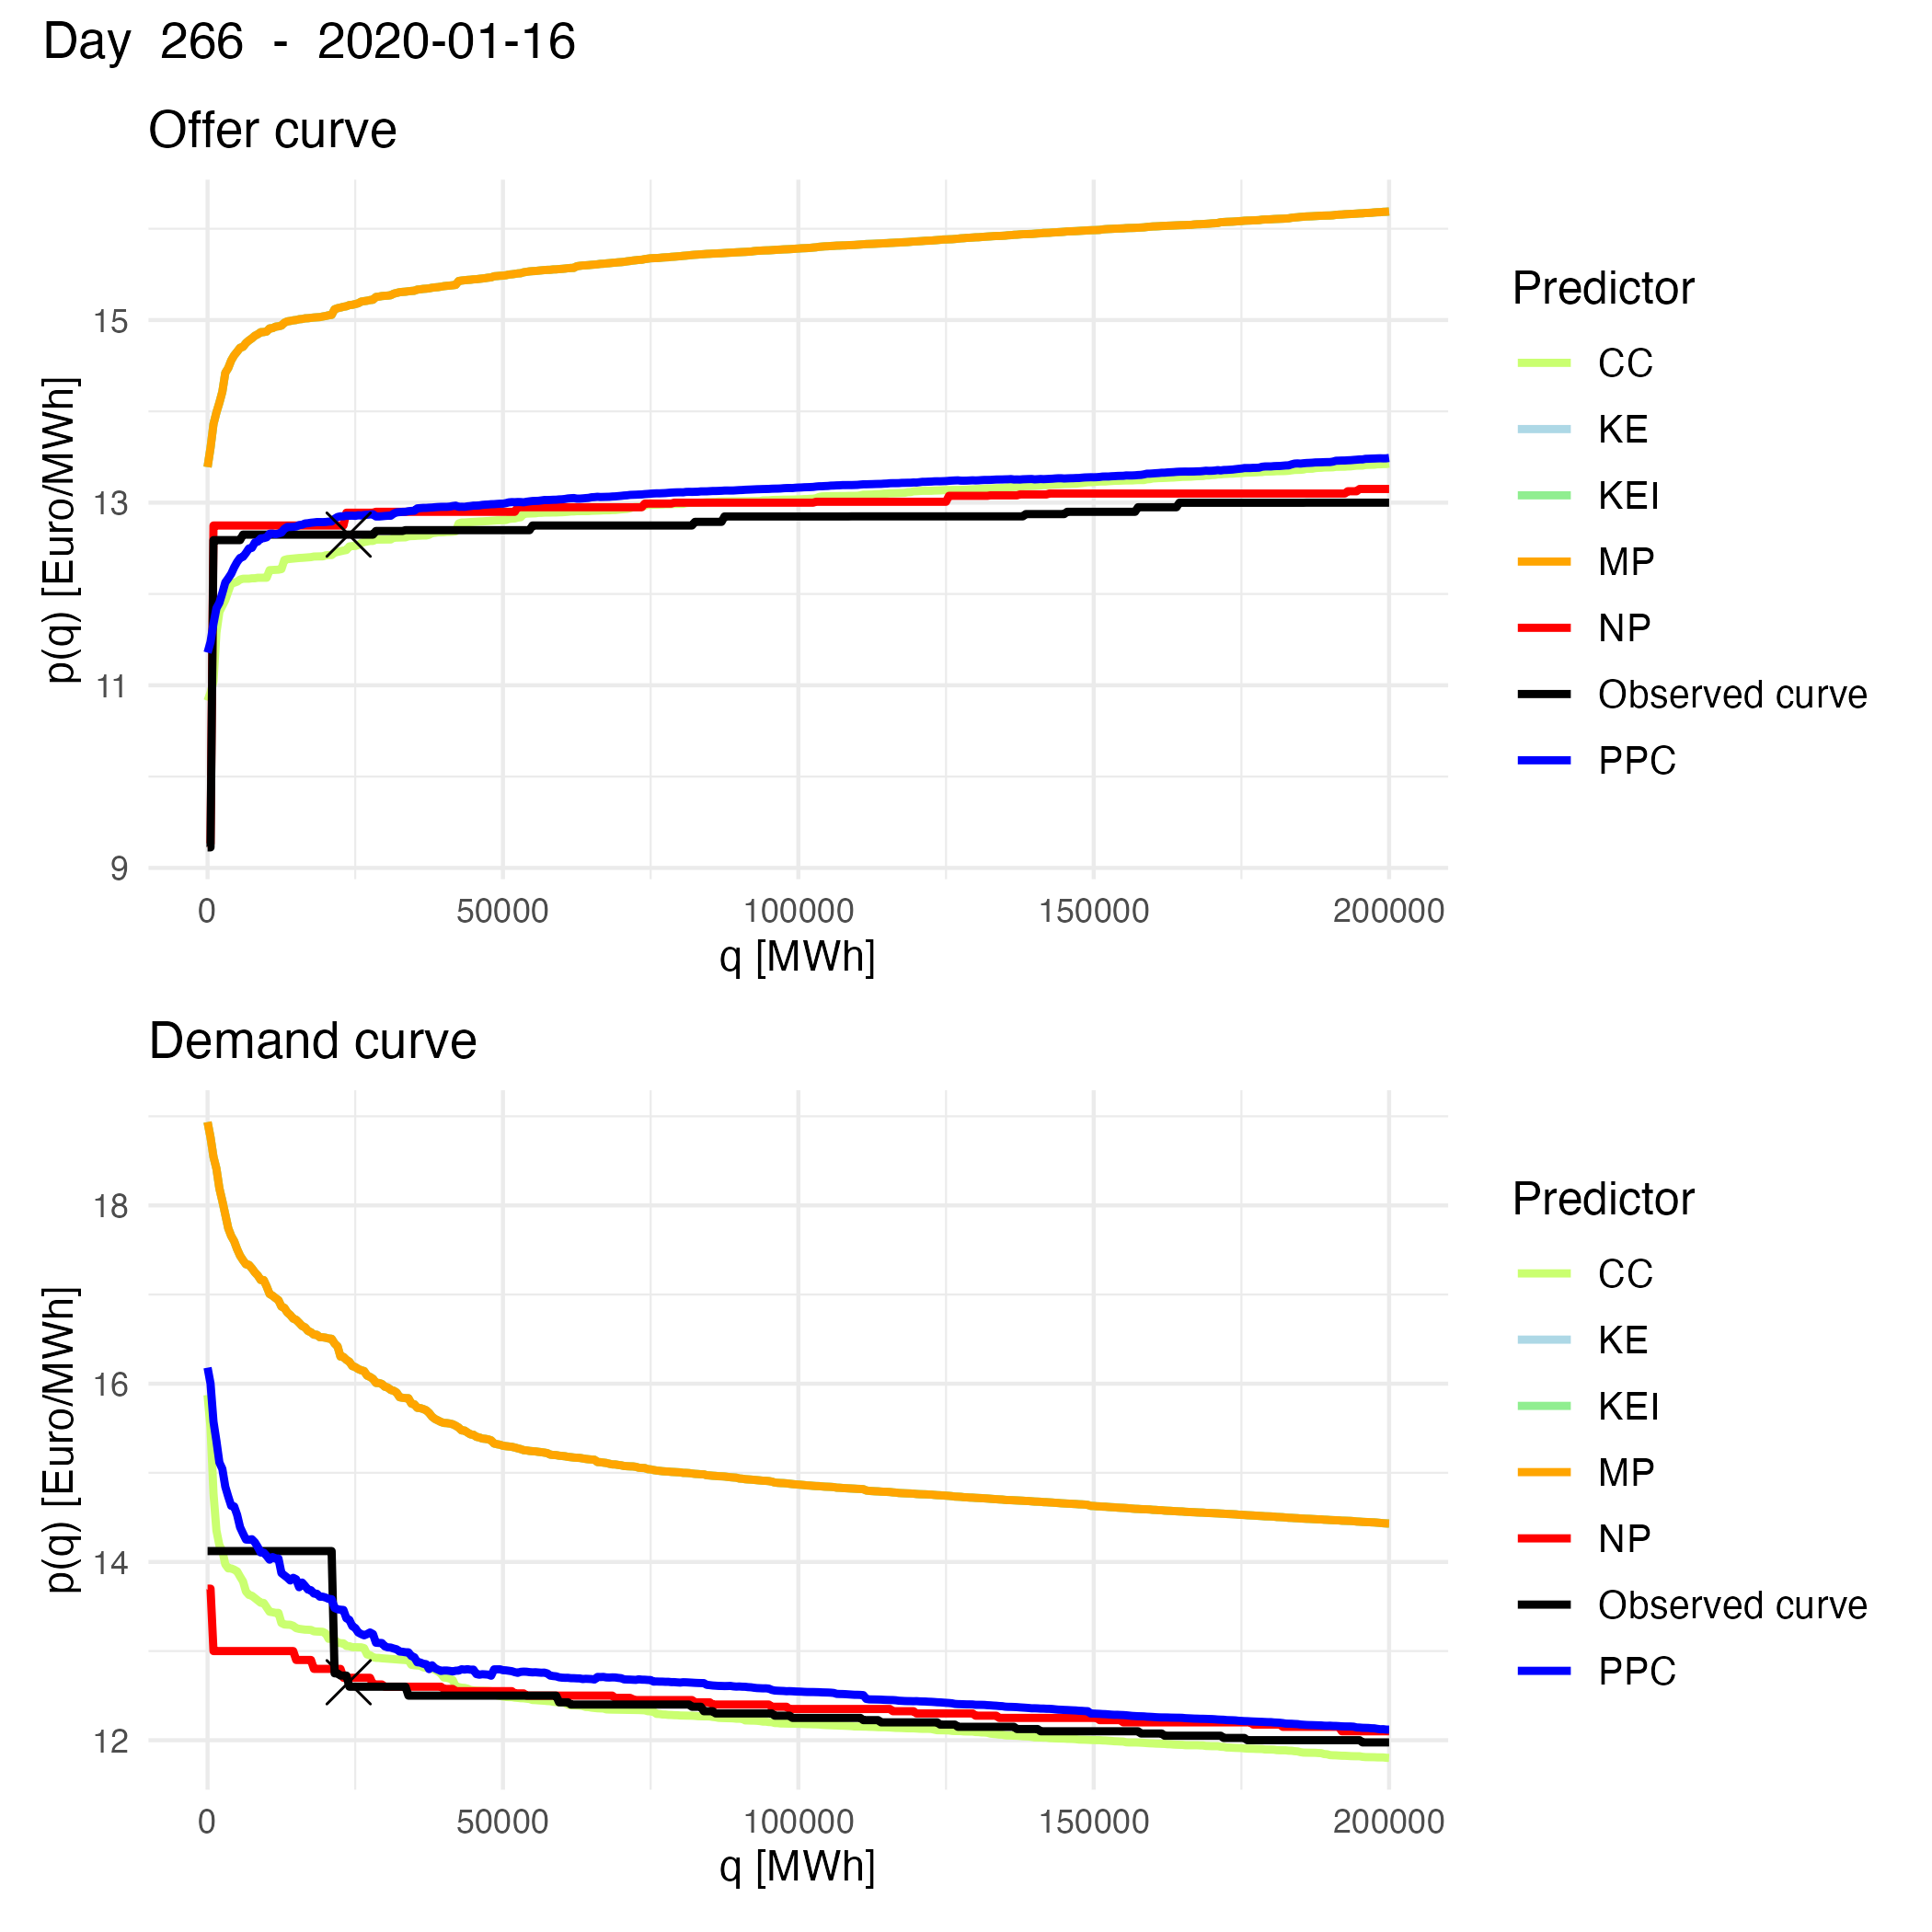 Day 266 - 2020-01-16
Offer curve
p(q) [Euro/MWh]
15
13
11
9
0 50000 100000 150000 200000
q [MWh]
Predictor
CC
KE
KEI
MP
NP
Observed curve
PPC
Demand curve
p(q) [Euro/MWh]
18
16
14
12
0 50000 100000 150000 200000
q [MWh]
Predictor
CC
KE
KEI
MP
NP
Observed curve
PPC